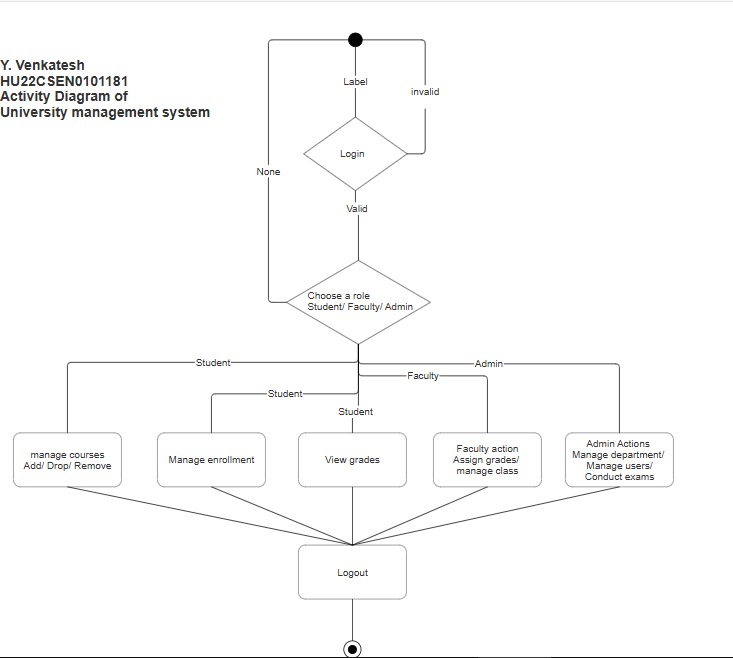 Y. Venkatesh
HU22CSEN0101181
Activity Diagram of
University management system
Label
invalid
Login
None
Valid
Choose a role
Student/ Faculty/ Admin
Student
Admin
Faculty
Student
Student
manage courses
Add/ Drop/ Remove
Manage enrollment
View grades
Faculty action
Assign grades/
manage class
Admin Actions
Manage department/
Manage users/
Conduct exams
Logout